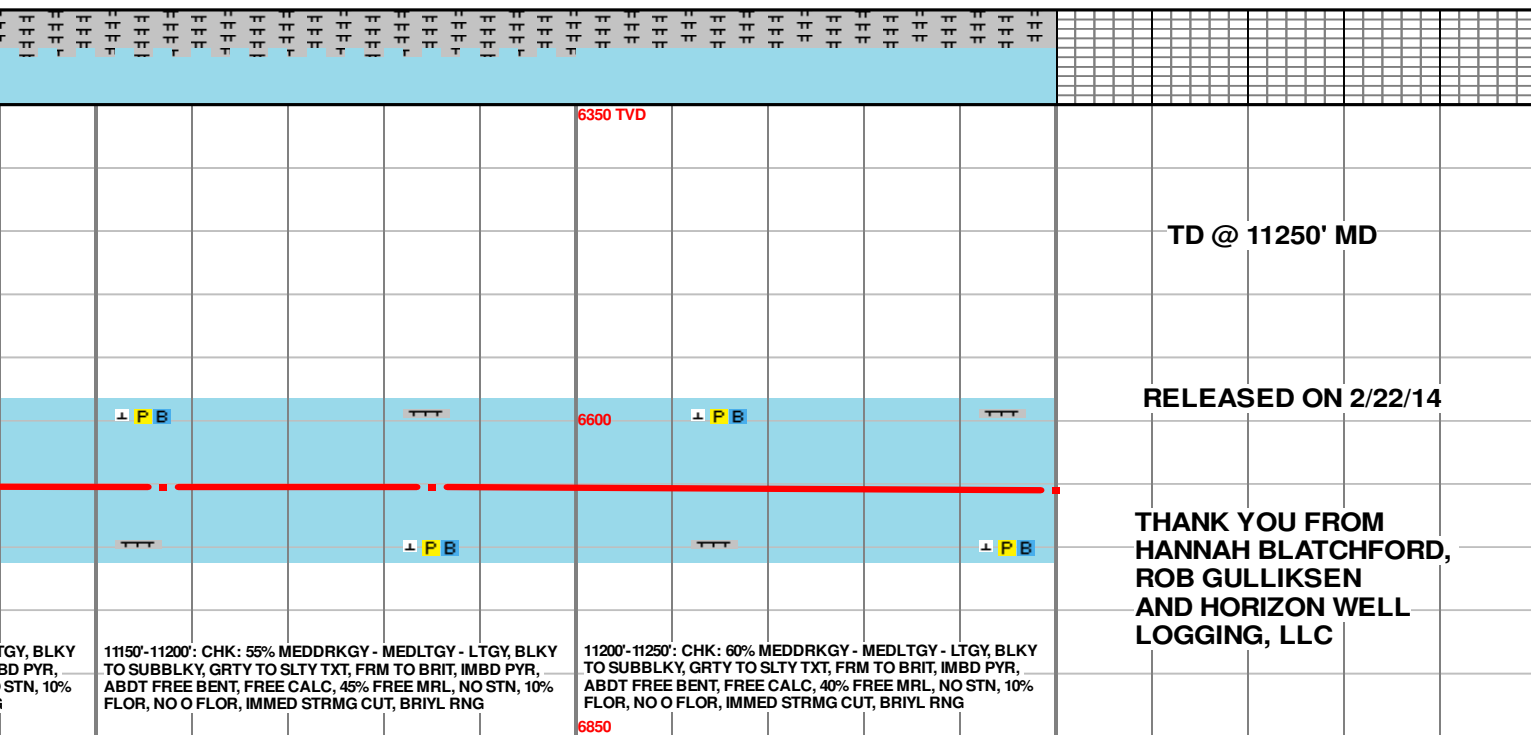 6350 TVD
TD @ 11250' MD
RELEASED ON 2/22/14
P B
P B
6600
P B
P B
THANK YOU FROM
HANNAH BLATCHFORD,
ROB GULLIKSEN
AND HORIZON WELL
LOGGING, LLC
TGY, BLKY
BD PYR,
STN, 10%
11150'-11200': CHK: 55% MEDDRKGY - MEDLTGY - LTGY, BLKY
TO SUBBLKY, GRTY TO SLTY TXT, FRM TO BRIT, IMBD PYR,
ABDT FREE BENT, FREE CALC, 45% FREE MRL, NO STN, 10%
FLOR, NO O FLOR, IMMED STRMG CUT, BRIYL RNG
11200'-11250': CHK: 60% MEDDRKGY - MEDLTGY - LTGY, BLKY
TO SUBBLKY, GRTY TO SLTY TXT, FRM TO BRIT, IMBD PYR,
ABDT FREE BENT, FREE CALC, 40% FREE MRL, NO STN, 10%
FLOR, NO O FLOR, IMMED STRMG CUT, BRIYL RNG
6850